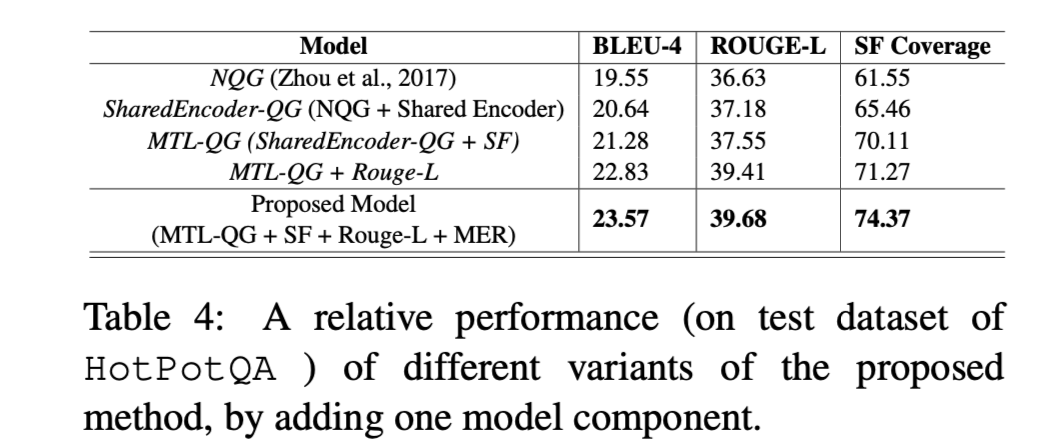 Model BLEU-4 ROUGE-L SF Coverage
NQG (Zhou et al., 2017) 19.55 36.63 61.55
SharedEncoder-QG (NQG + Shared Encoder) 20.64 37.18 65.46
MTL-QG (SharedEncoder-QG + SF) 21.28 37.55 70.11
MTL-QG + Rouge-L 22.83 39.41 71.27
Proposed Model
(MTL-QG + SF + Rouge-L + MER) 23.57 39.68 74.37
Table 4: A relative performance (on test dataset of
HotPotQA ) of different variants of the proposed
method, by adding one model component.